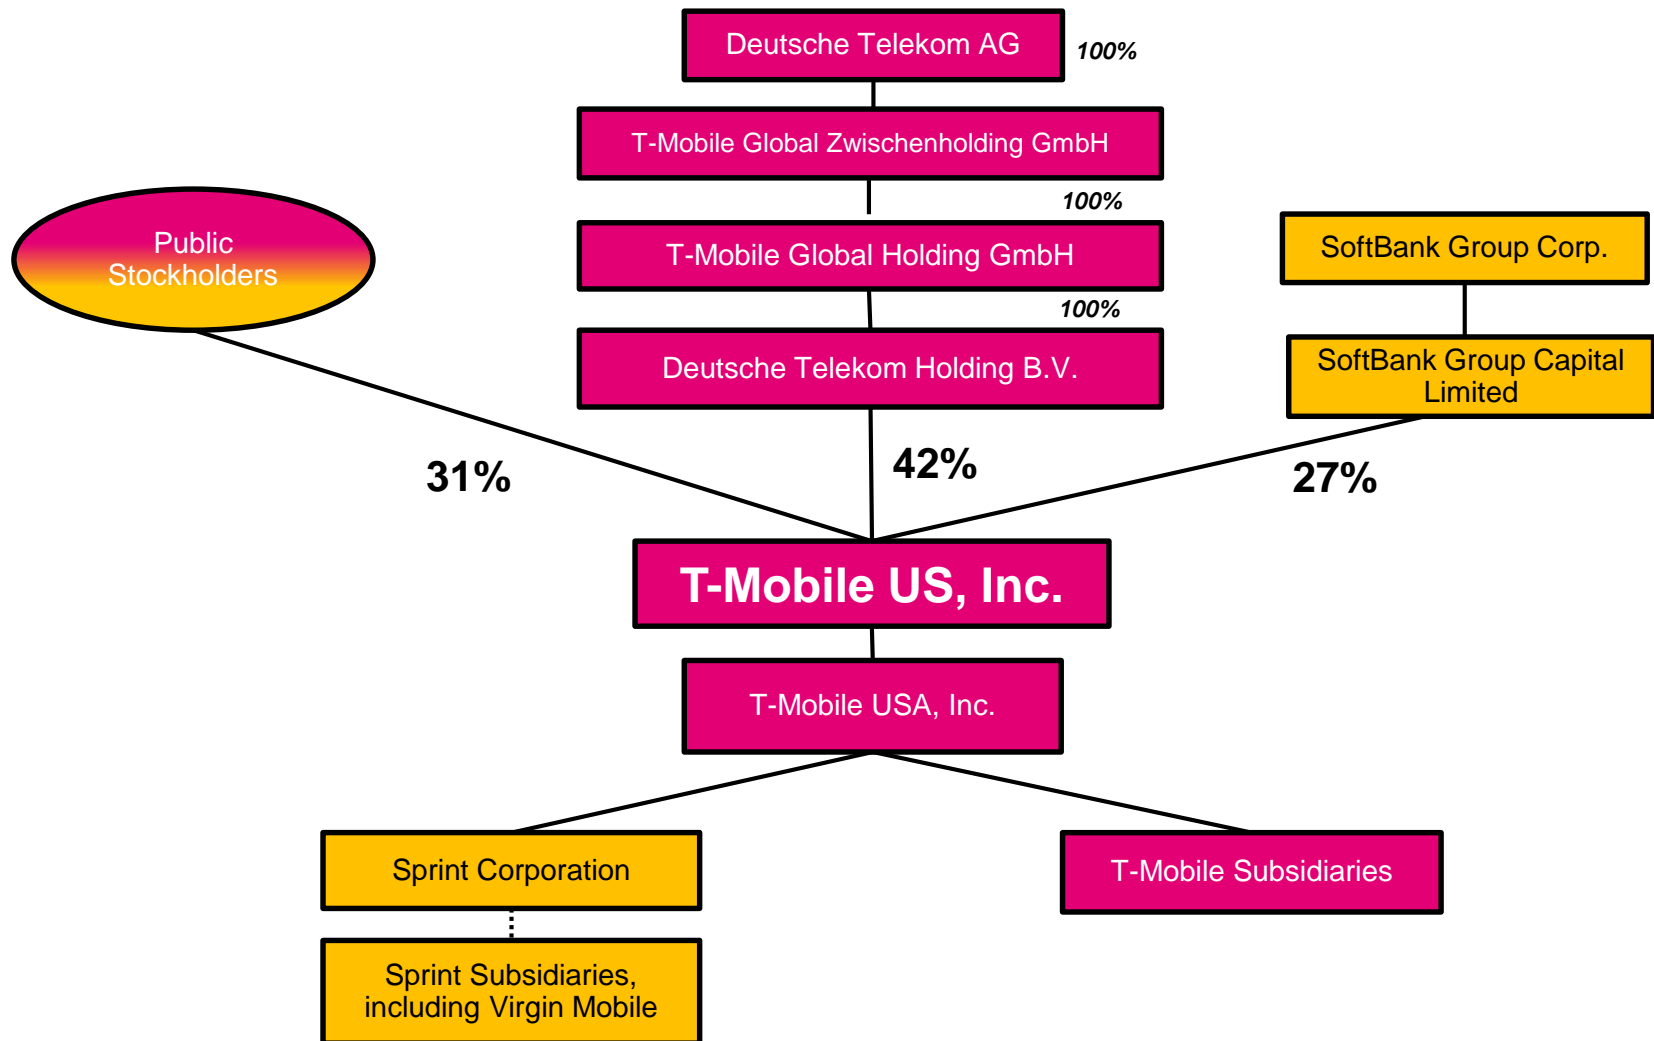 Deutsche Telekom AG
100%
T-Mobile Global Zwischenholding GmbH
100%
T-Mobile Global Holding GmbH
100%
Deutsche Telekom Holding B.V.
Public
Stockholders
SoftBank Group Corp.
SoftBank Group Capital
Limited
31%
42%
27%
T-Mobile US, Inc.
T-Mobile USA, Inc.
Sprint Corporation
T-Mobile Subsidiaries
Sprint Subsidiaries,
including Virgin Mobile